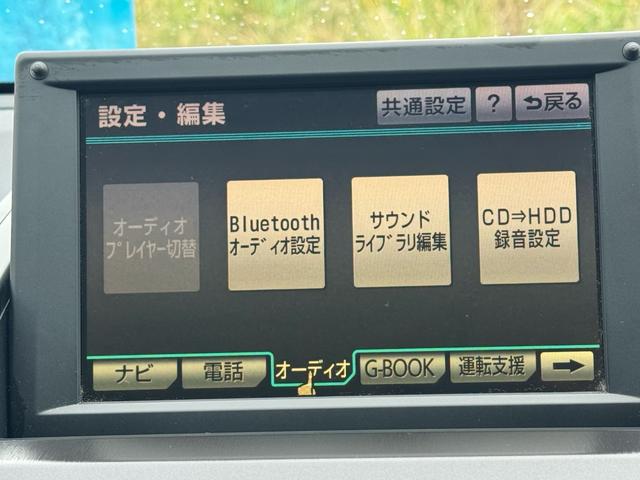 設定・編集
共通設定
?
戻る
オーディオ
プレイヤー切替
Bluetooth
オーディオ設定
サウンド
ライブラリ編集
CD⇒HDD
録音設定
ナビ
電話
オーディオ
G-BOOK
運転支援